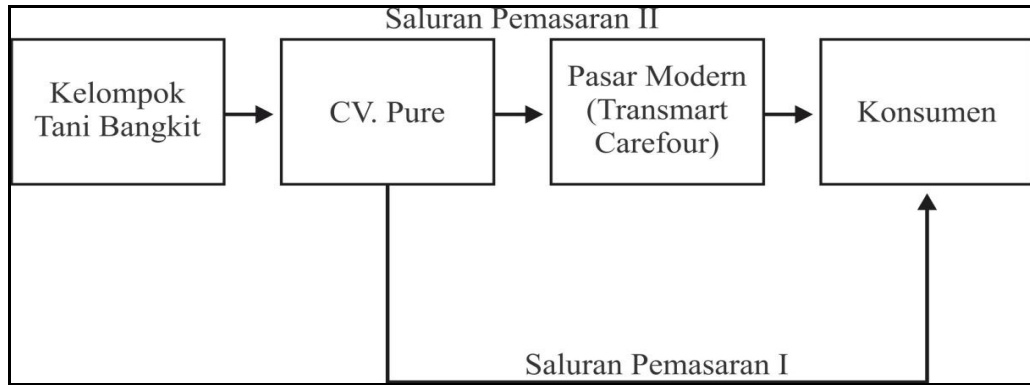 Saluran Pemasaran II
Kelompok
Tani Bangkit
CV. Pure
Pasar Modern
(Transmart
Carefour)
Konsumen
Saluran Pemasaran I